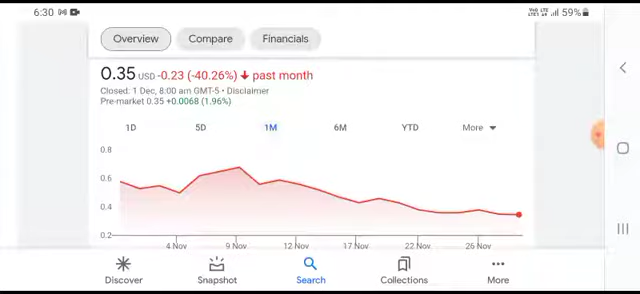 6:30 59%
Overview Compare Financials
0.35 USD -0.23 (-40.26%) ↓ past month
Closed: 1 Dec, 8:00 am GMT-5 • Disclaimer
Pre-market 0.35 +0.0068 (1.96%)
1D 5D 1M 6M YTD More
0.8
0.6
0.4
0.2
4 Nov 9 Nov 12 Nov 17 Nov 22 Nov 26 Nov
Discover Snapshot Search Collections More